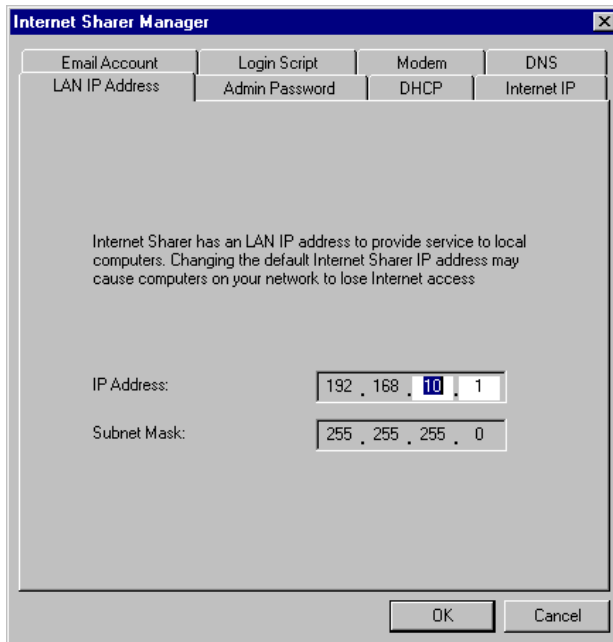 Internet Sharer Manager
Email Account Login Script Modem DNS
LAN IP Address Admin Password DHCP Internet IP
Internet Sharer has an LAN IP address to provide service to local
computers. Changing the default Internet Sharer IP address may
cause computers on your network to lose Internet access
IP Address: 192 . 168 . 10 . 1
Subnet Mask: 255 . 255 . 255 . 0
OK Cancel